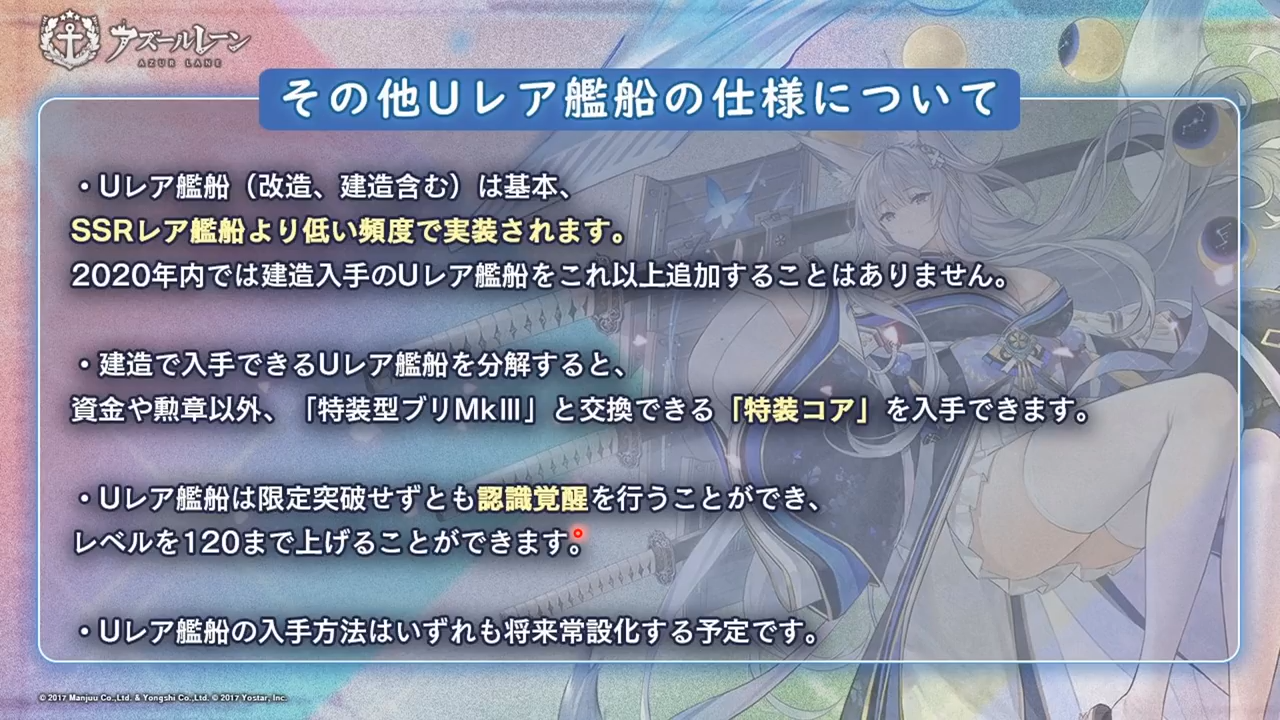 アズールレーン
AZUR LANE
その他Uレア艦船の仕様について
・Uレア艦船（改造、建造含む）は基本、
SSRレア艦船より低い頻度で実装されます。
2020年内では建造入手のUレア艦船をこれ以上追加することはありません。
・建造で入手できるUレア艦船を分解すると、
資金や勲章以外、「特装型ブリMkⅢ」と交換できる「特装コア」を入手できます。
・Uレア艦船は限定突破せずとも認識覚醒を行うことができ、
レベルを120まで上げることができます。
・Uレア艦船の入手方法はいずれも将来常設化する予定です。
© 2017 Manjuu Co.,Ltd. & Yongshi Co.,Ltd. © 2017 Yostar, Inc.